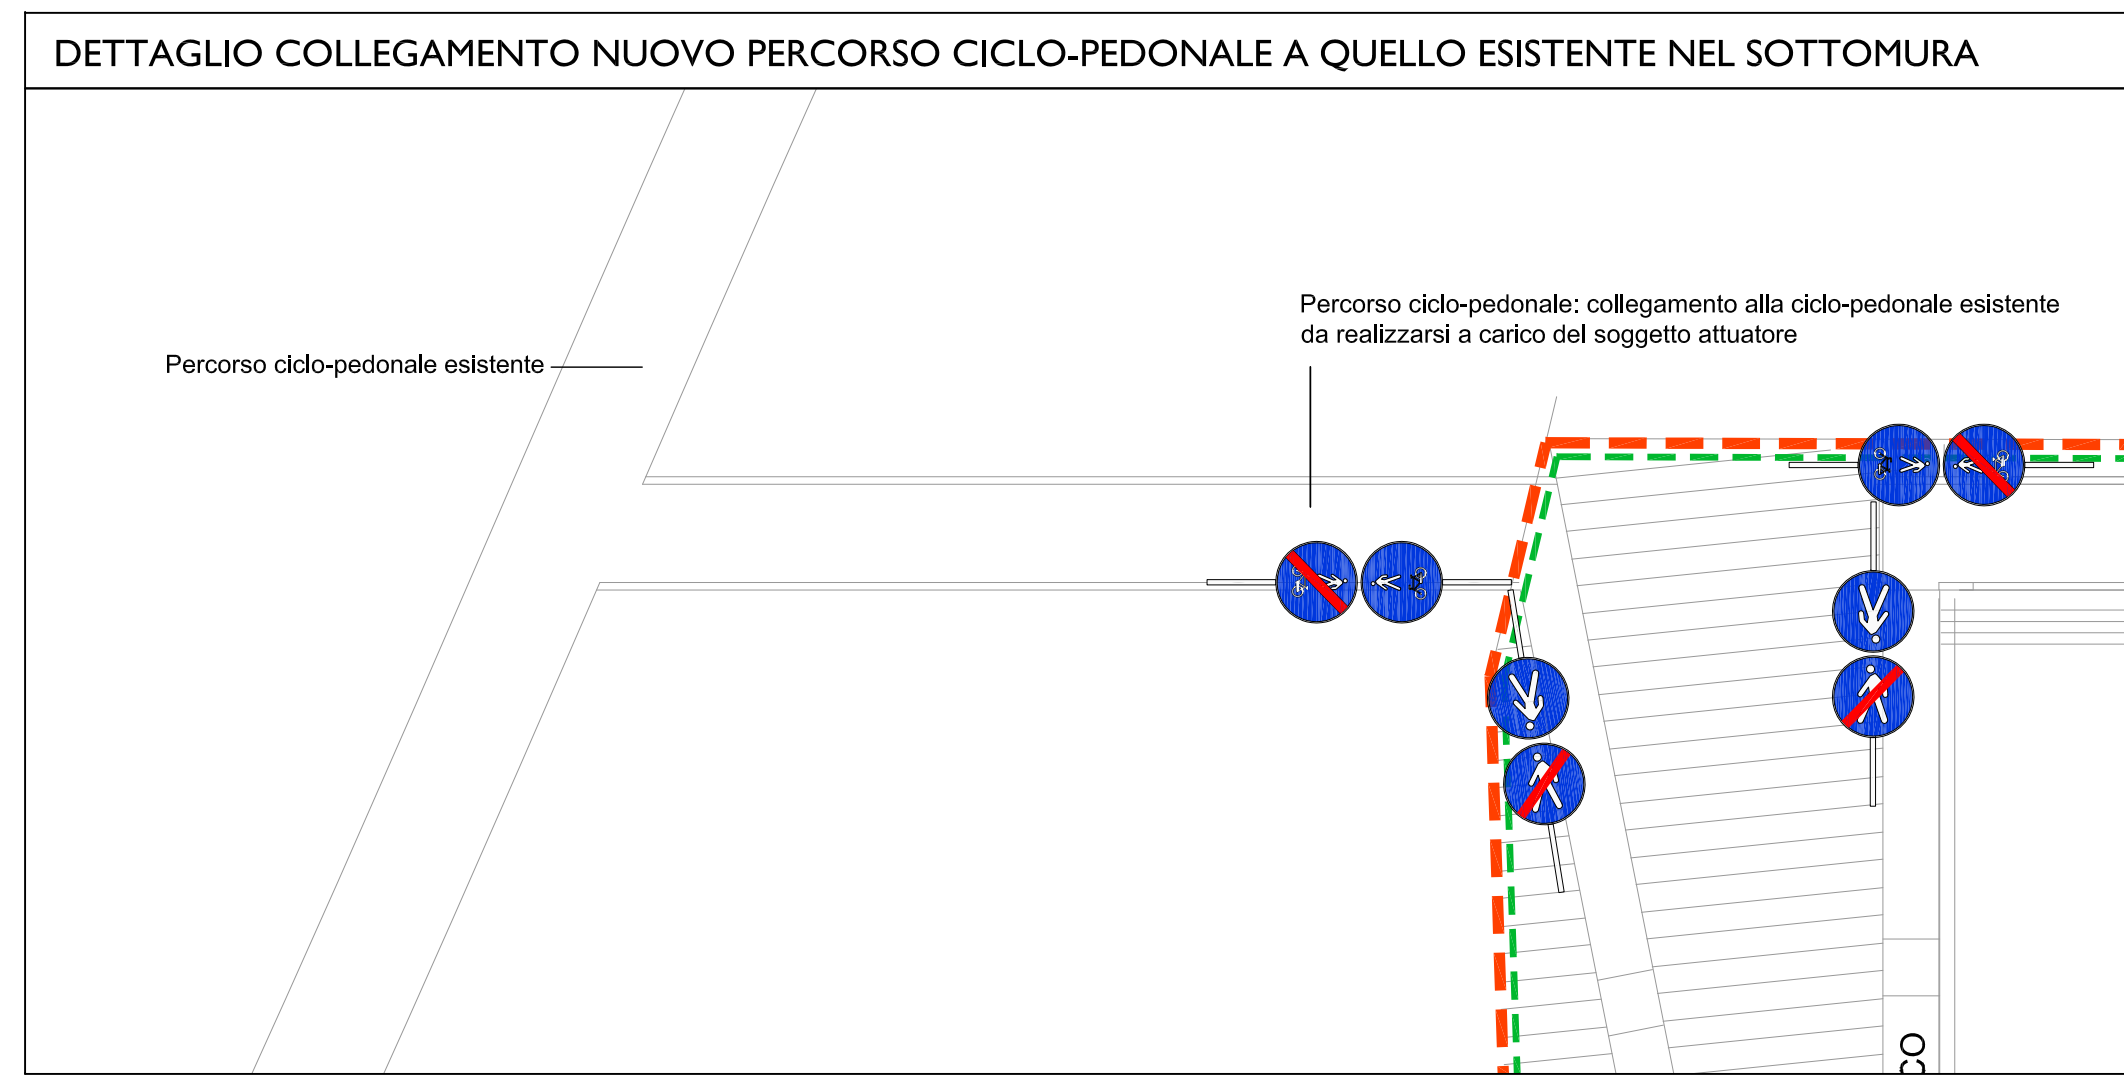 DETTAGLIO COLLEGAMENTO NUOVO PERCORSO CICLO-PEDONALE A QUELLO ESISTENTE NEL SOTTOMURA
Percorso ciclo-pedonale: collegamento alla ciclo-pedonale esistente
da realizzarsi a carico del soggetto attuatore
Percorso ciclo-pedonale esistente